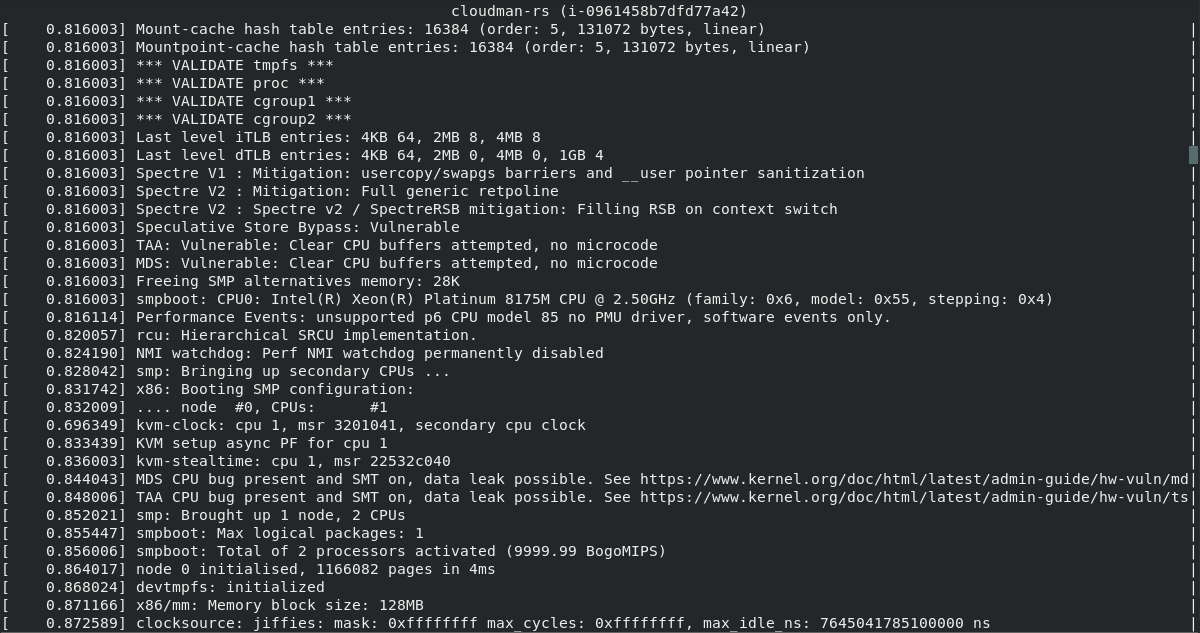 cloudman-rs (i-0961458b7dfd77a42)
[    0.816003] Mount-cache hash table entries: 16384 (order: 5, 131072 bytes, linear)
[    0.816003] Mountpoint-cache hash table entries: 16384 (order: 5, 131072 bytes, linear)
[    0.816003] *** VALIDATE tmpfs ***
[    0.816003] *** VALIDATE proc ***
[    0.816003] *** VALIDATE cgroup1 ***
[    0.816003] *** VALIDATE cgroup2 ***
[    0.816003] Last level iTLB entries: 4KB 64, 2MB 8, 4MB 8
[    0.816003] Last level dTLB entries: 4KB 64, 2MB 0, 4MB 0, 1GB 4
[    0.816003] Spectre V1 : Mitigation: usercopy/swapgs barriers and __user pointer sanitization
[    0.816003] Spectre V2 : Mitigation: Full generic retpoline
[    0.816003] Spectre V2 : Spectre v2 / SpectreRSB mitigation: Filling RSB on context switch
[    0.816003] Speculative Store Bypass: Vulnerable
[    0.816003] TAA: Vulnerable: Clear CPU buffers attempted, no microcode
[    0.816003] MDS: Vulnerable: Clear CPU buffers attempted, no microcode
[    0.816003] Freeing SMP alternatives memory: 28K
[    0.816003] smpboot: CPU0: Intel(R) Xeon(R) Platinum 8175M CPU @ 2.50GHz (family: 0x6, model: 0x55, stepping: 0x4)
[    0.816114] Performance Events: unsupported p6 CPU model 85 no PMU driver, software events only.
[    0.820057] rcu: Hierarchical SRCU implementation.
[    0.824190] NMI watchdog: Perf NMI watchdog permanently disabled
[    0.828042] smp: Bringing up secondary CPUs ...
[    0.831742] x86: Booting SMP configuration:
[    0.832009] .... node  #0, CPUs:      #1
[    0.696349] kvm-clock: cpu 1, msr 3201041, secondary cpu clock
[    0.833439] KVM setup async PF for cpu 1
[    0.836003] kvm-stealtime: cpu 1, msr 22532c040
[    0.844043] MDS CPU bug present and SMT on, data leak possible. See https://www.kernel.org/doc/html/latest/admin-guide/hw-vuln/md
[    0.848006] TAA CPU bug present and SMT on, data leak possible. See https://www.kernel.org/doc/html/latest/admin-guide/hw-vuln/ts
[    0.852021] smp: Brought up 1 node, 2 CPUs
[    0.855447] smpboot: Max logical packages: 1
[    0.856006] smpboot: Total of 2 processors activated (9999.99 BogoMIPS)
[    0.864017] node 0 initialised, 1166082 pages in 4ms
[    0.868024] devtmpfs: initialized
[    0.871166] x86/mm: Memory block size: 128MB
[    0.872589] clocksource: jiffies: mask: 0xffffffff max_cycles: 0xffffffff, max_idle_ns: 7645041785100000 ns